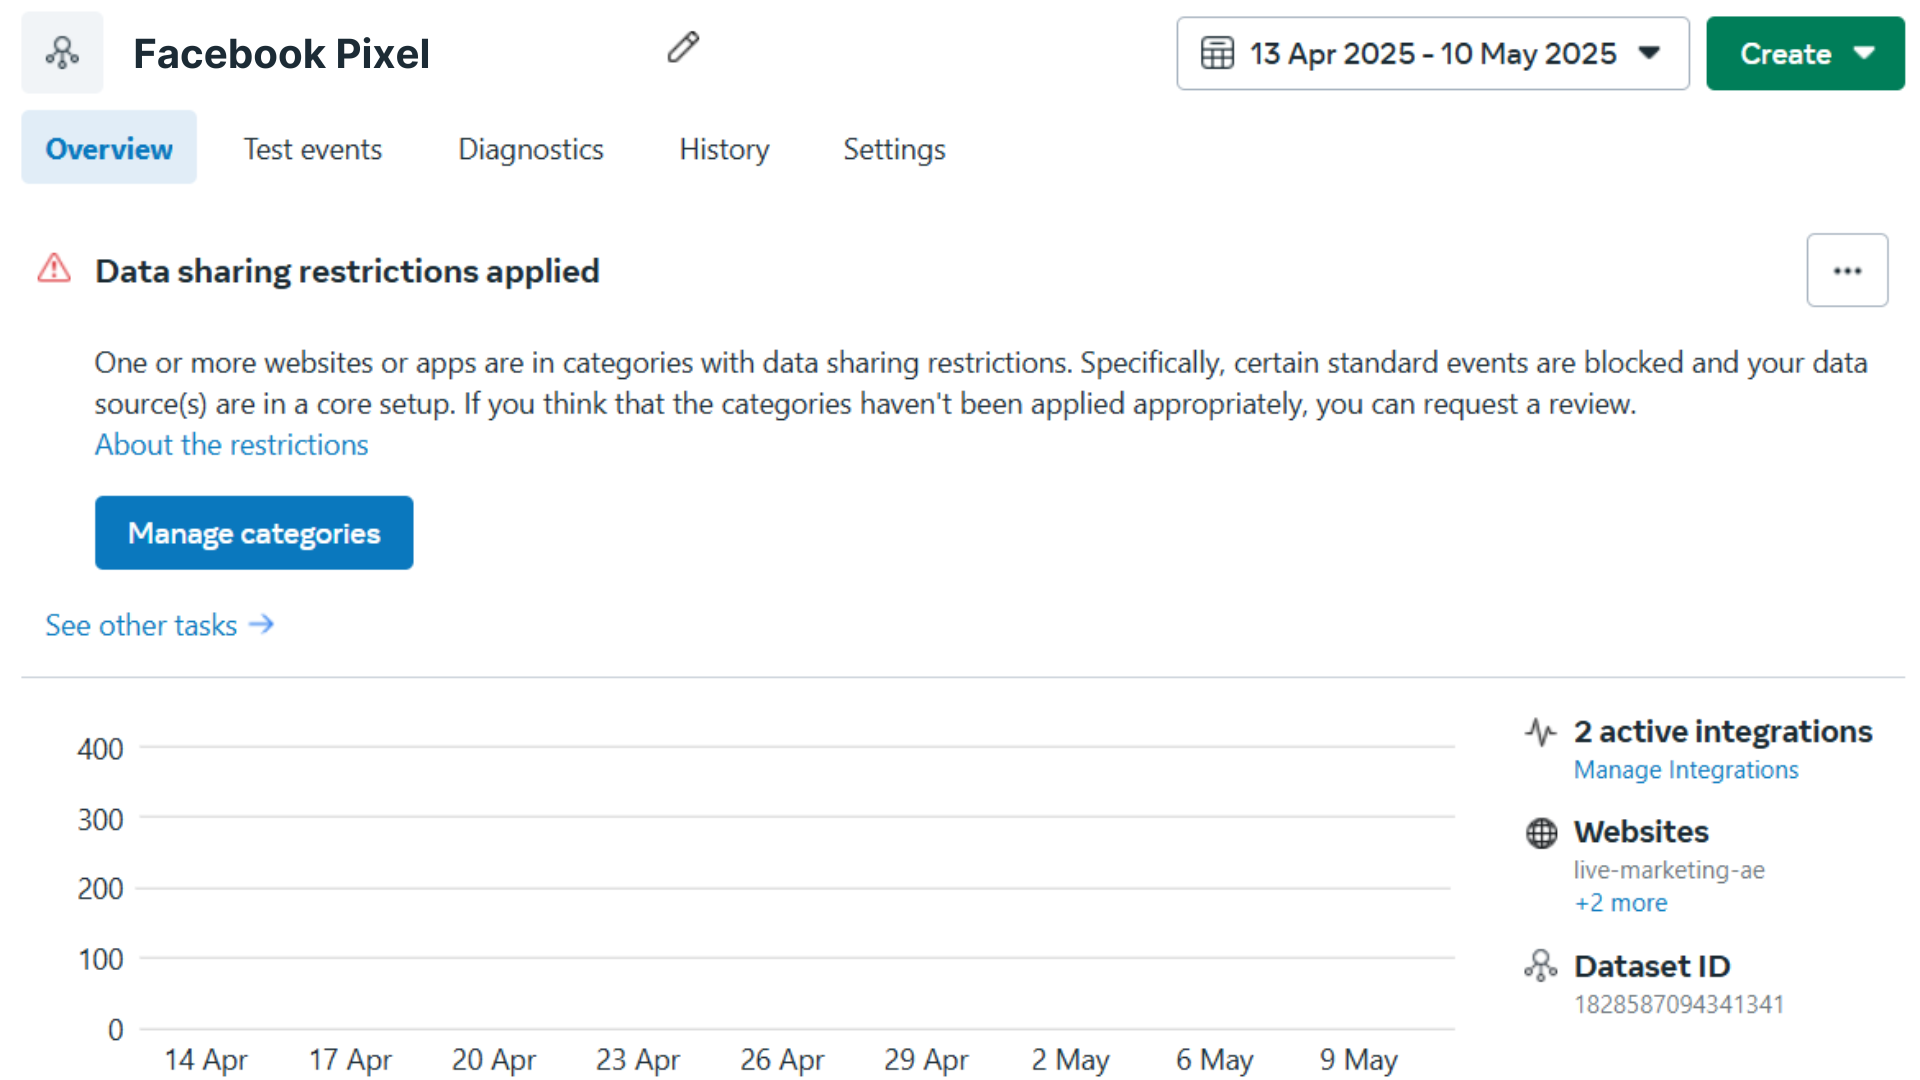 Facebook Pixel
13 Apr 2025 - 10 May 2025
Create
Overview
Test events
Diagnostics
History
Settings
Data sharing restrictions applied
One or more websites or apps are in categories with data sharing restrictions. Specifically, certain standard events are blocked and your data
source(s) are in a core setup. If you think that the categories haven't been applied appropriately, you can request a review.
About the restrictions
Manage categories
See other tasks
400
300
200
100
0
14 Apr
17 Apr
20 Apr
23 Apr
26 Apr
29 Apr
2 May
6 May
9 May
2 active integrations
Manage Integrations
Websites
live-marketing-ae
+2 more
Dataset ID
1828587094341341